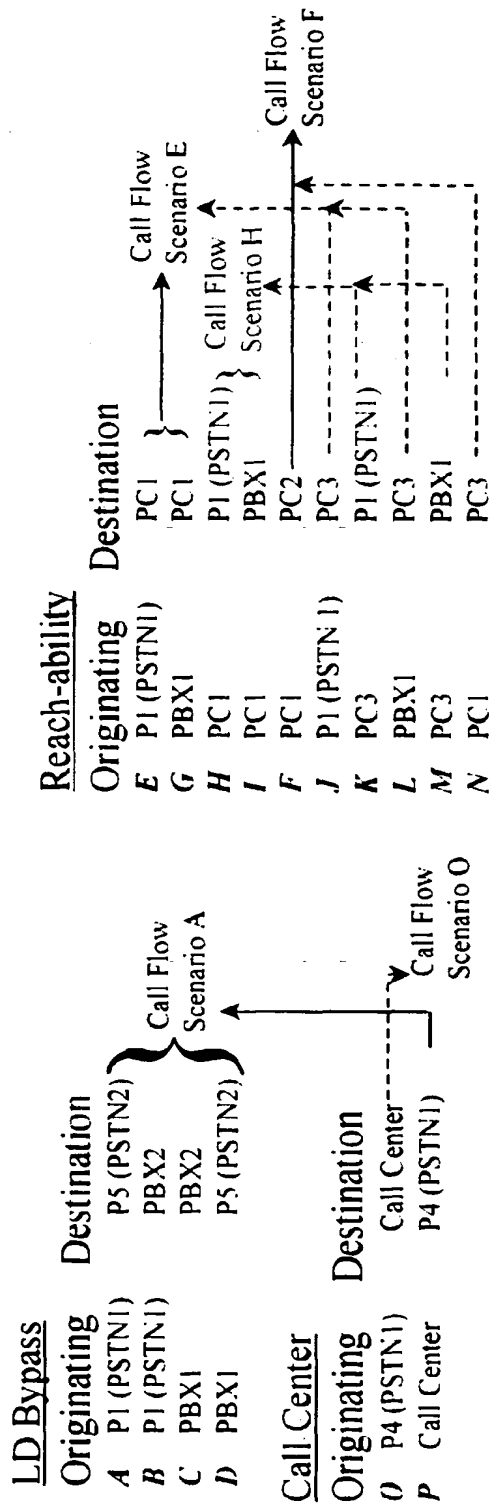 LD Bypass
Originating Destination
A P1 (PSTN1) P5 (PSTN2)
B P1 (PSTN1) PBX2
C PBX1 PBX2
D PBX1 P5 (PSTN2)
Call Flow
Scenario A
Call Center
Originating Destination
O P4 (PSTN1) Call Center
P Call Center P4 (PSTN1)
Call Flow
Scenario O
Reach-ability
Originating Destination
E P1 (PSTN1) PC1
G PBX1 PC1
H PC1 P1 (PSTN1)
I PC1 PBX1
F PC1 PC2
J P1 (PSTN1) PC3
K PC3 P1 (PSTN1)
L PBX1 PC3
M PC3 PBX1
N PC1 PC3
Call Flow
Scenario E
Call Flow
Scenario H
Call Flow
Scenario F